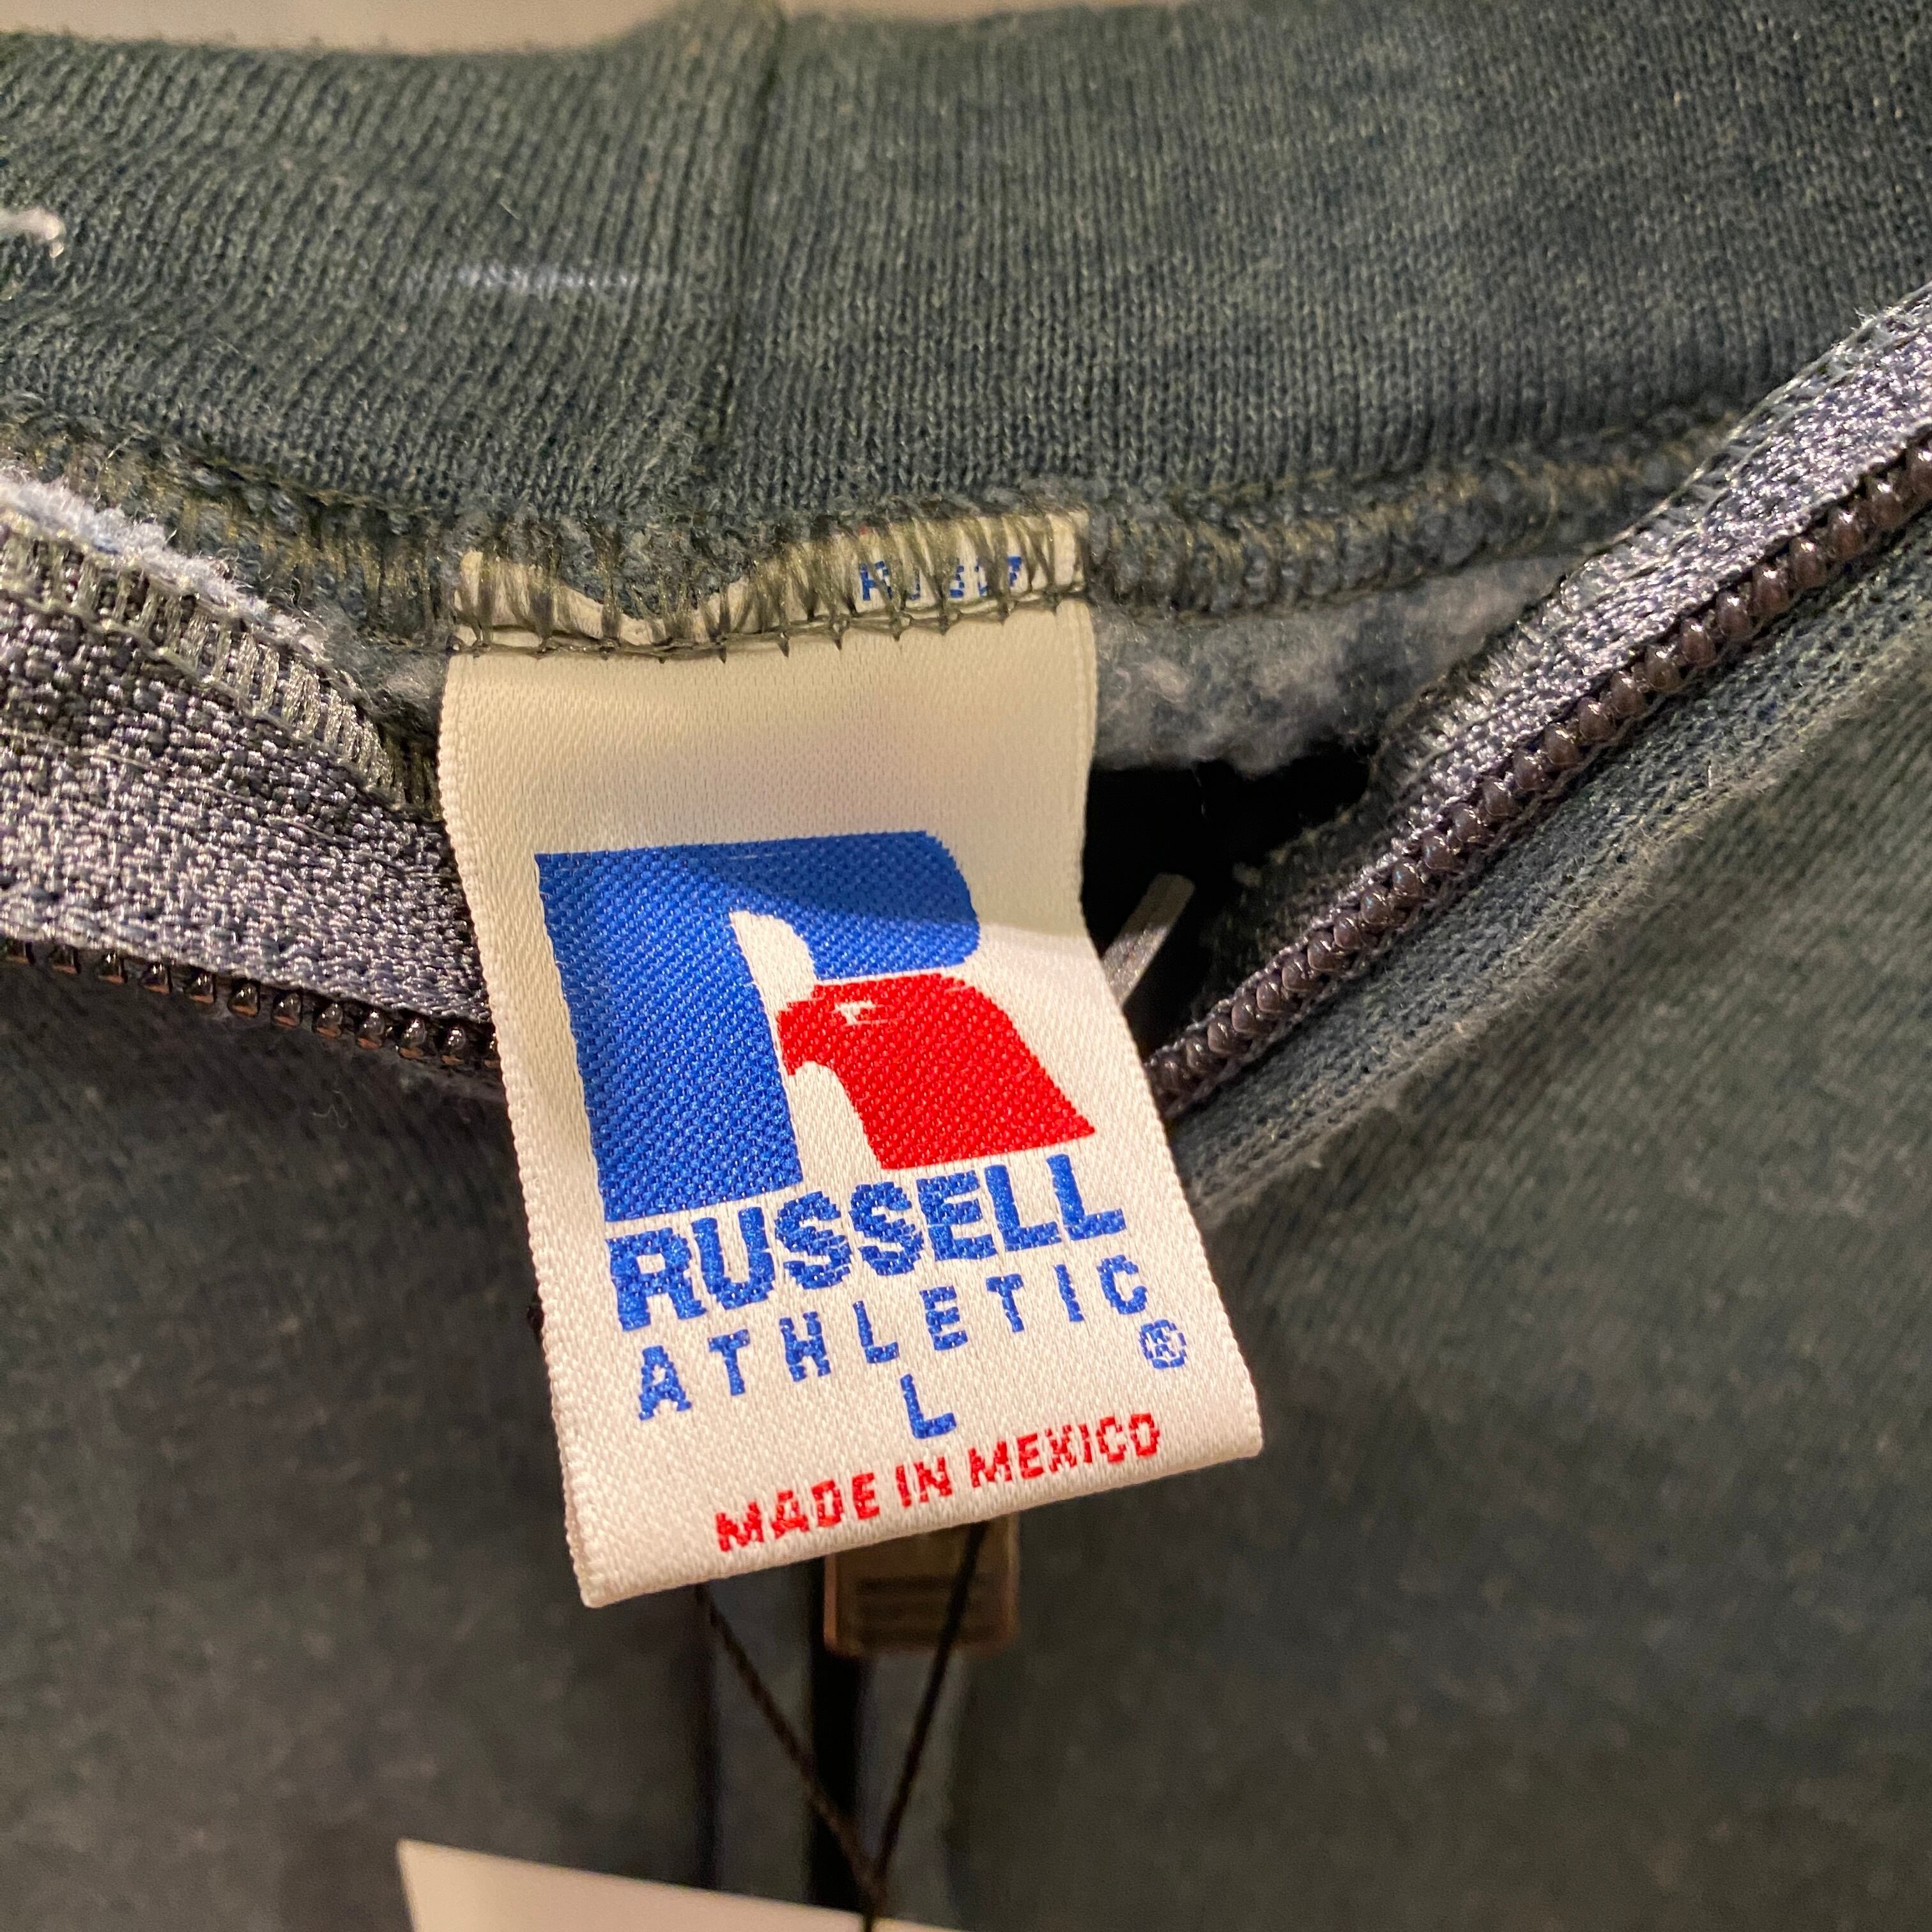 RUSSELL
ATHLETIC®
L
MADE IN MEXICO